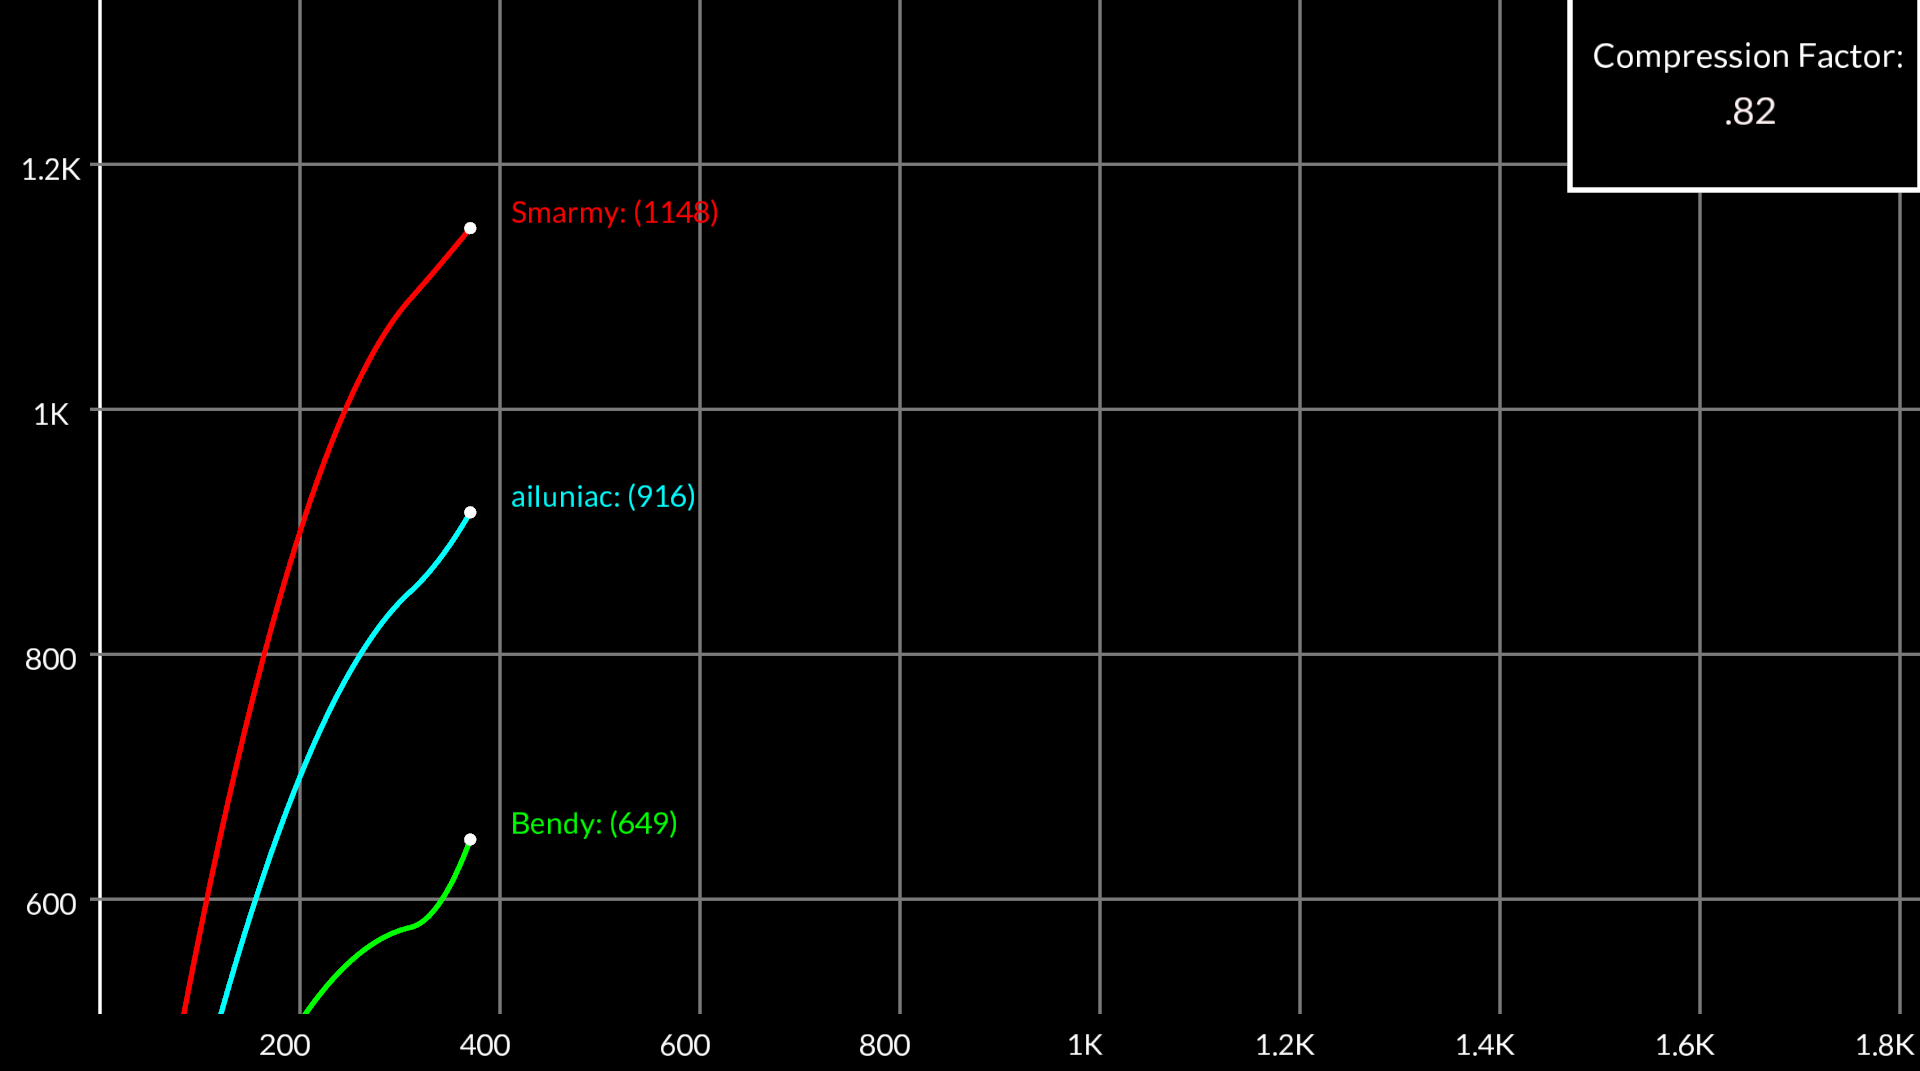 Compression Factor:
.82
1.2K
Smarmy: (1148)
1K
ailuniac: (916)
800
Bendy: (649)
600
200 400 600 800 1K 1.2K 1.4K 1.6K 1.8K